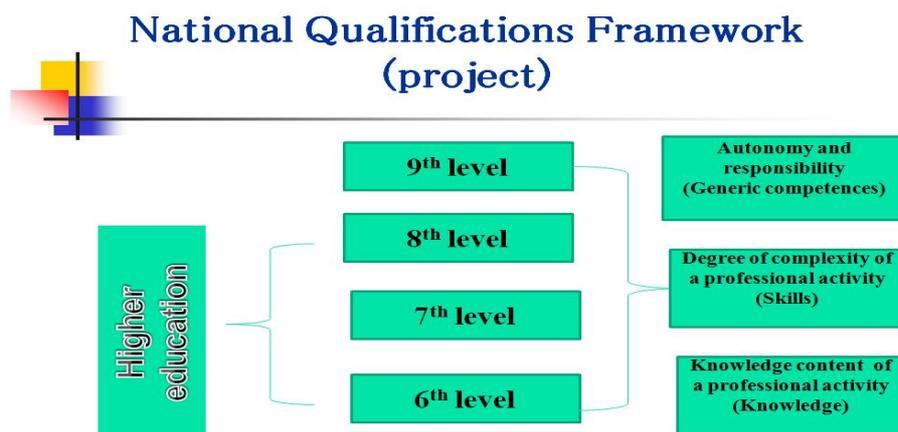 National Qualifications Framework
(project)
9th level
8th level
7th level
6th level
Higher
education
Autonomy and
responsibility
(Generic competences)
Degree of complexity of
a professional activity
(Skills)
Knowledge content of
a professional activity
(Knowledge)